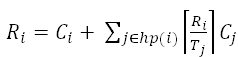 R_i = C_i + ∑_{j∈hp(i)} ⌈R_i/T_j⌉ C_j